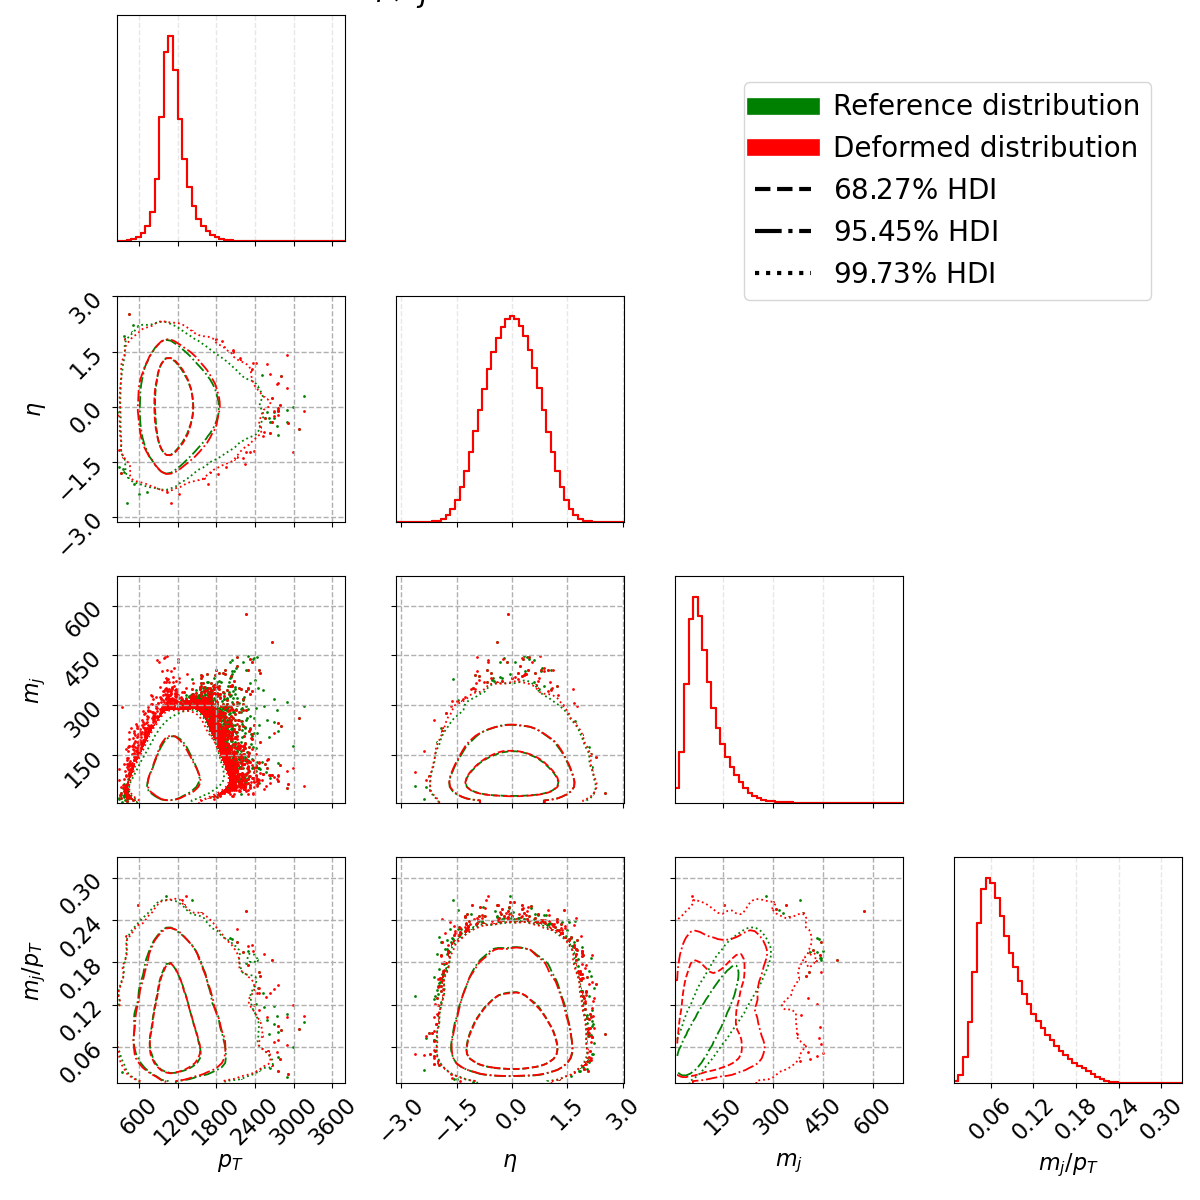 Reference distribution
Deformed distribution
68.27% HDI
95.45% HDI
99.73% HDI
3.0
1.5
0.0
−1.5
−3.0
η
600
450
300
150
m_j
0.30
0.24
0.18
0.12
0.06
m_j/p_T
600 1200 1800 2400 3000 3600
p_T
−3.0 −1.5 0.0 1.5 3.0
η
150 300 450 600
m_j
0.06 0.12 0.18 0.24 0.30
m_j/p_T